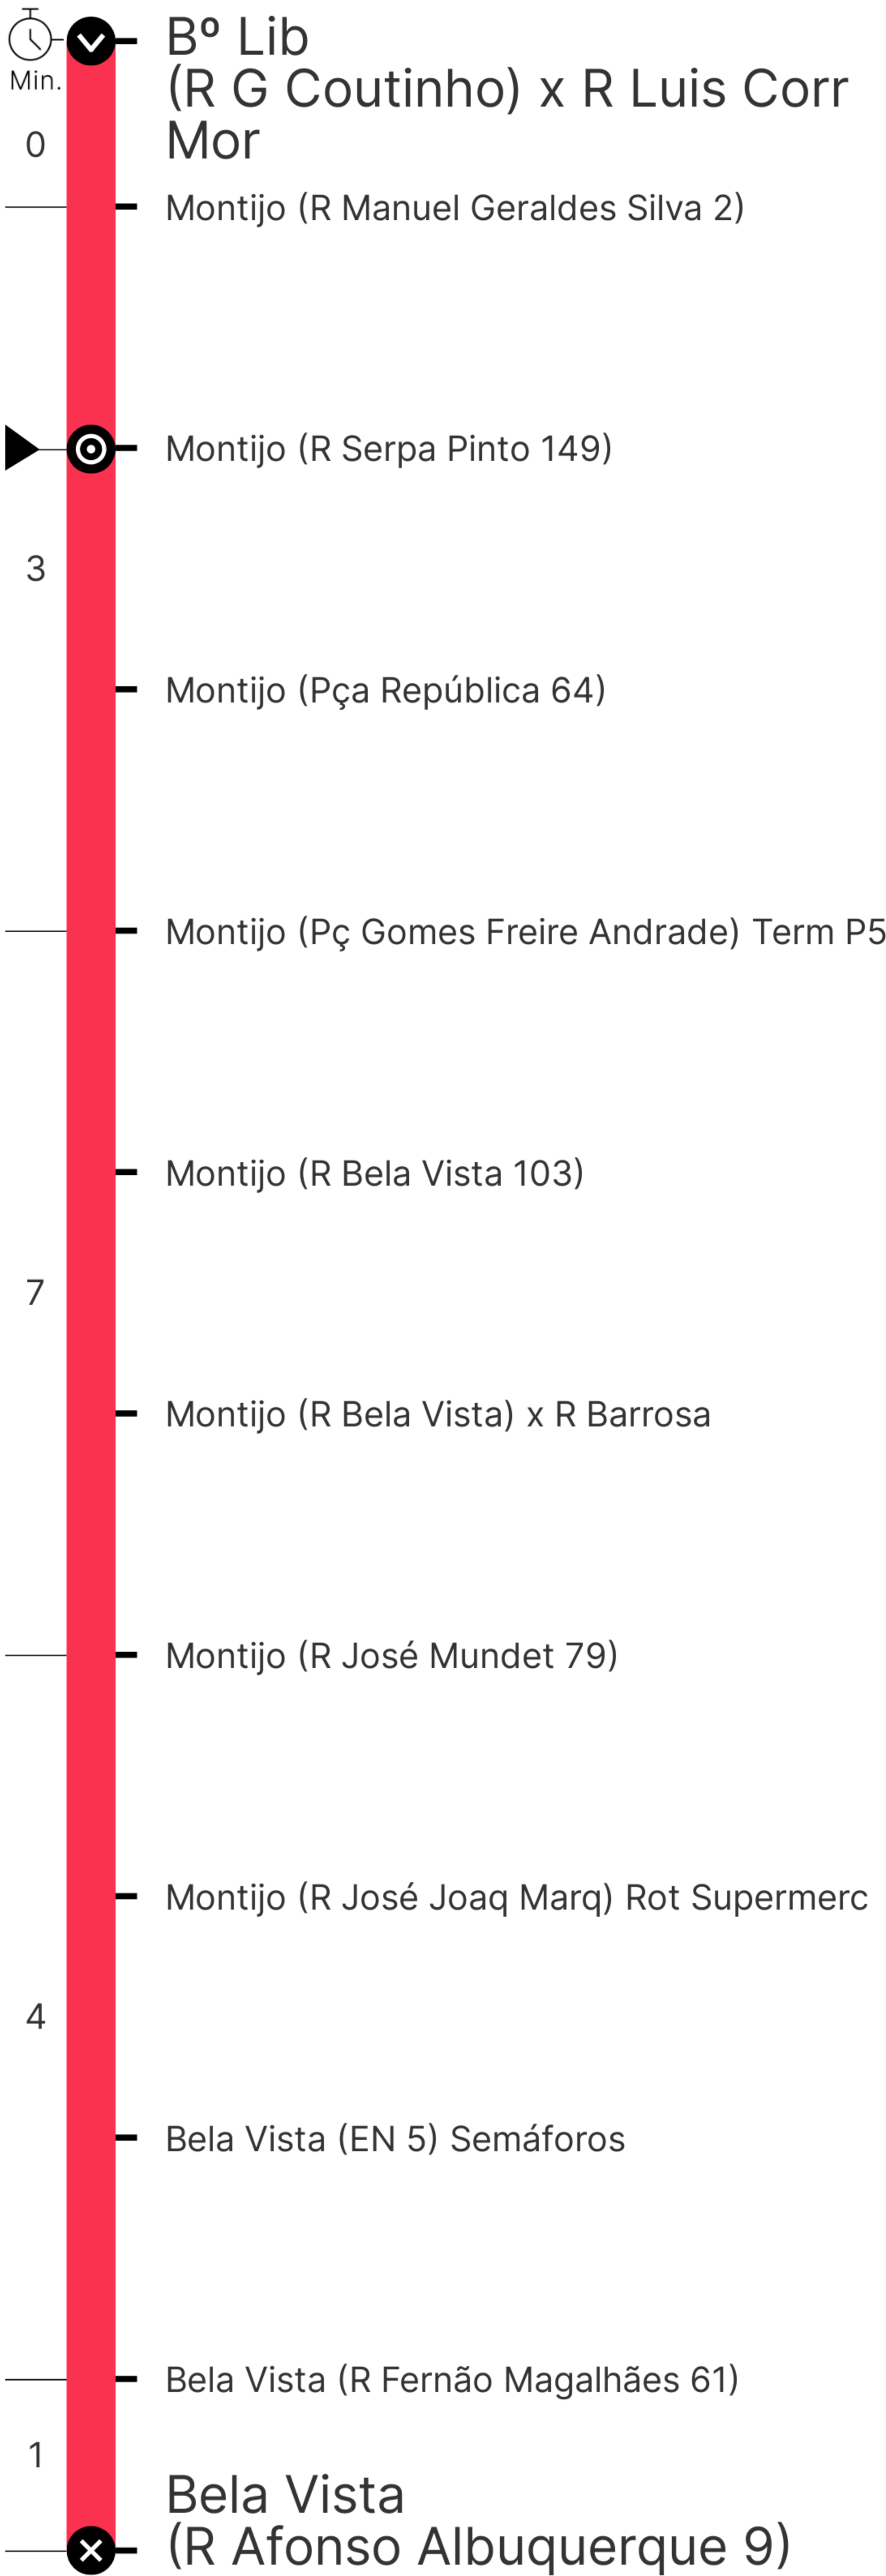 Min.
Bº Lib
(R G Coutinho) x R Luis Corr
Mor
0
Montijo (R Manuel Geraldes Silva 2)
Montijo (R Serpa Pinto 149)
3
Montijo (Pça República 64)
Montijo (Pç Gomes Freire Andrade) Term P5
Montijo (R Bela Vista 103)
7
Montijo (R Bela Vista) x R Barrosa
Montijo (R José Mundet 79)
Montijo (R José Joaq Marq) Rot Supermerc
4
Bela Vista (EN 5) Semáforos
Bela Vista (R Fernão Magalhães 61)
1
Bela Vista
(R Afonso Albuquerque 9)